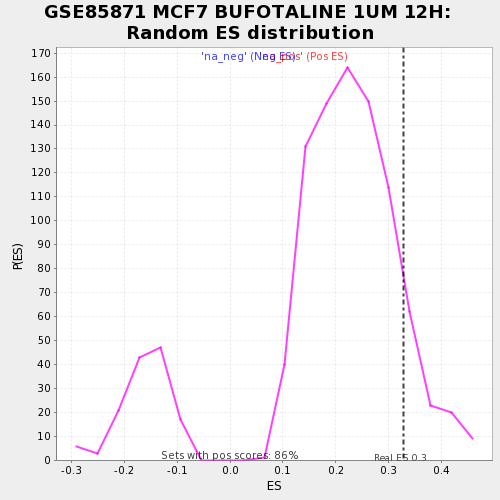 GSE85871 MCF7 BUFOTALINE 1UM 12H:
Random ES distribution
'na_neg' (Neg ES) 'na_pos' (Pos ES)
170
160
150
140
130
120
110
100
90
80
70
60
50
40
30
20
10
0
P(ES)
Sets with pos scores: 86%
Real ES 0.3
-0.3 -0.2 -0.1 0.0 0.1 0.2 0.3 0.4
ES